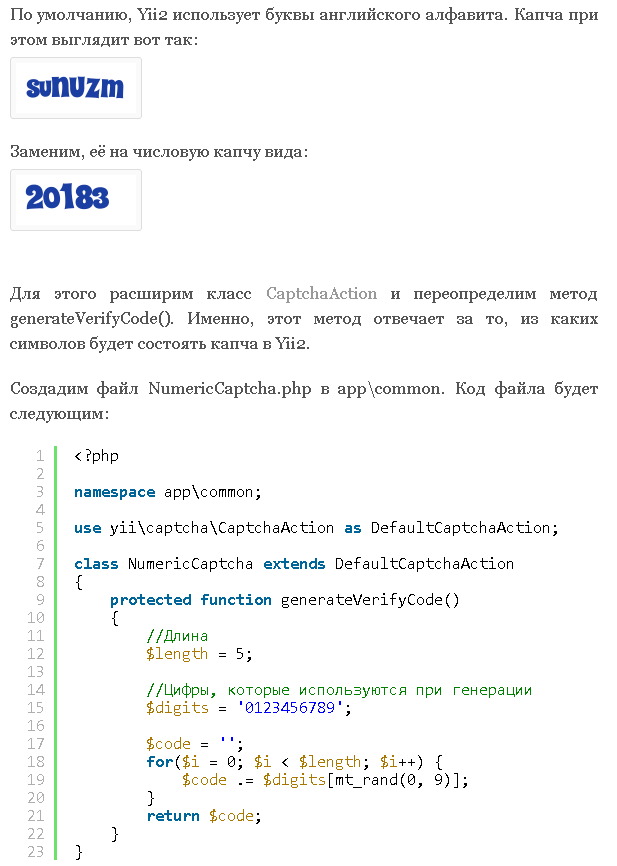 По умолчанию, Yii2 использует буквы английского алфавита. Капча при
этом выглядит вот так:
sunuzm
Заменим, её на числовую капчу вида:
20183
Для этого расширим класс CaptchaAction и переопределим метод
generateVerifyCode(). Именно, этот метод отвечает за то, из каких
символов будет состоять капча в Yii2.
Создадим файл NumericCaptcha.php в app\common. Код файла будет
следующим:
1 <?php
2
3 namespace app\common;
4
5 use yii\captcha\CaptchaAction as DefaultCaptchaAction;
6
7 class NumericCaptcha extends DefaultCaptchaAction
8 {
9     protected function generateVerifyCode()
10     {
11         //Длина
12         $length = 5;
13
14         //Цифры, которые используются при генерации
15         $digits = '0123456789';
16
17         $code = '';
18         for($i = 0; $i < $length; $i++) {
19             $code .= $digits[mt_rand(0, 9)];
20         }
21         return $code;
22     }
23 }